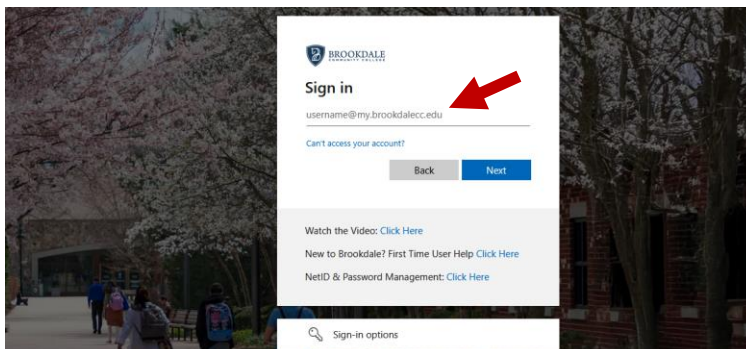 BROOKDALE
COMMUNITY COLLEGE
Sign in
username@my.brookdalecc.edu
Can't access your account?
Back Next
Watch the Video: Click Here
New to Brookdale? First Time User Help Click Here
NetID & Password Management: Click Here
Sign-in options